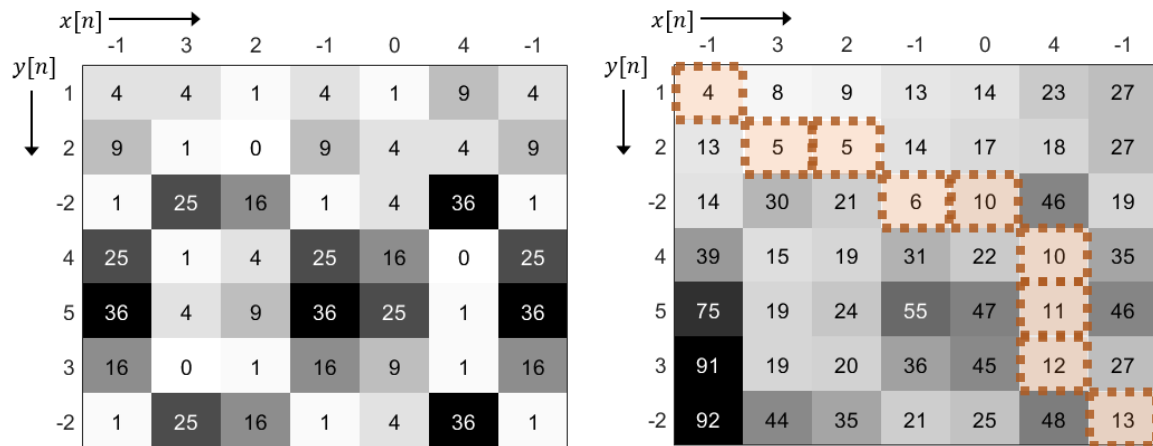 x[n]
-1 3 2 -1 0 4 -1
y[n]
1 4 4 1 4 1 9 4
2 9 1 0 9 4 4 9
-2 1 25 16 1 4 36 1
4 25 1 4 25 16 0 25
5 36 4 9 36 25 1 36
3 16 0 1 16 9 1 16
-2 1 25 16 1 4 36 1
x[n]
-1 3 2 -1 0 4 -1
y[n]
1 4 8 9 13 14 23 27
2 13 5 5 14 17 18 27
-2 14 30 21 6 10 46 19
4 39 15 19 31 22 10 35
5 75 19 24 55 47 11 46
3 91 19 20 36 45 12 27
-2 92 44 35 21 25 48 13